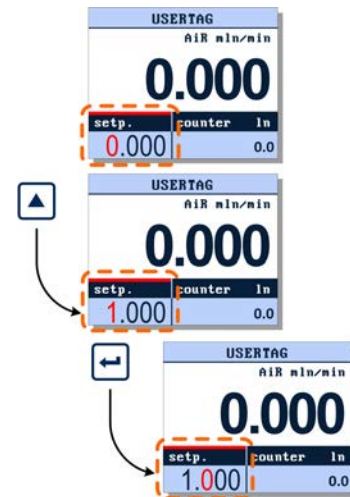 USERTAG
AiR mln/min
0.000
setp. counter ln
0.000 0.0
USERTAG
AiR mln/min
0.000
setp. counter ln
1.000 0.0
USERTAG
AiR mln/min
0.000
setp. counter ln
1.000 0.0